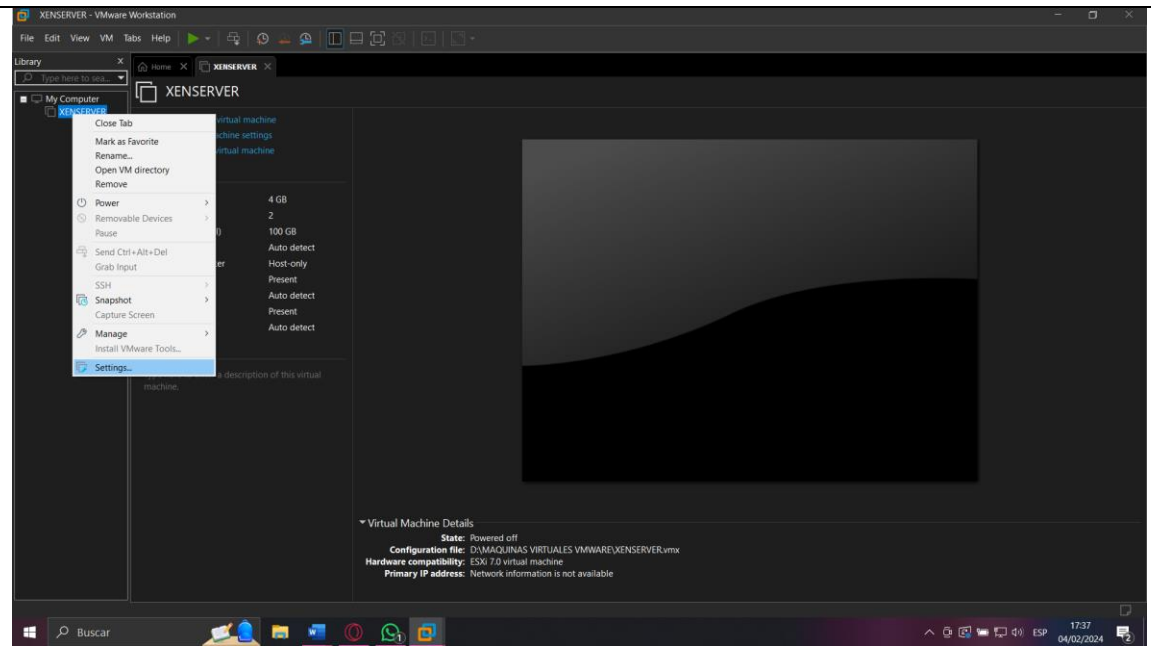 XENSERVER - VMware Workstation
File Edit View VM Tabs Help
Library X
Home X XENSERVER X
Type here to sea...
My Computer
XENSERVER
XENSERVER
Close Tab
Mark as Favorite
Rename...
Open VM directory
Remove
Power
Removable Devices
Pause
Send Ctrl+Alt+Del
Grab Input
SSH
Snapshot
Capture Screen
Manage
Install VMware Tools...
Settings...
virtual machine
chine settings
virtual machine
4 GB
2
100 GB
Auto detect
Host-only
Present
Auto detect
Present
Auto detect
a description of this virtual
machine.
Virtual Machine Details
State: Powered off
Configuration file: D:\MAQUINAS VIRTUALES VMWARE\XENSERVER.vmx
Hardware compatibility: ESXi 7.0 virtual machine
Primary IP address: Network information is not available
Buscar
ESP
17:37
04/02/2024
2